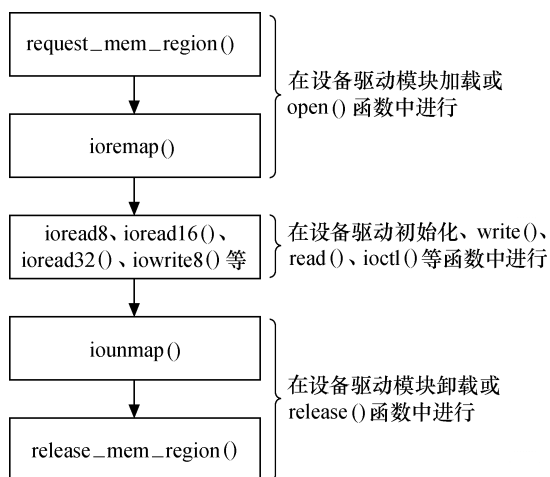 request_mem_region()
在设备驱动模块加载或
open()函数中进行
ioremap()
ioread8、ioread16()、
ioread32()、iowrite8()等
在设备驱动初始化、write()、
read()、ioctl()等函数中进行
iounmap()
在设备驱动模块卸载或
release()函数中进行
release_mem_region()